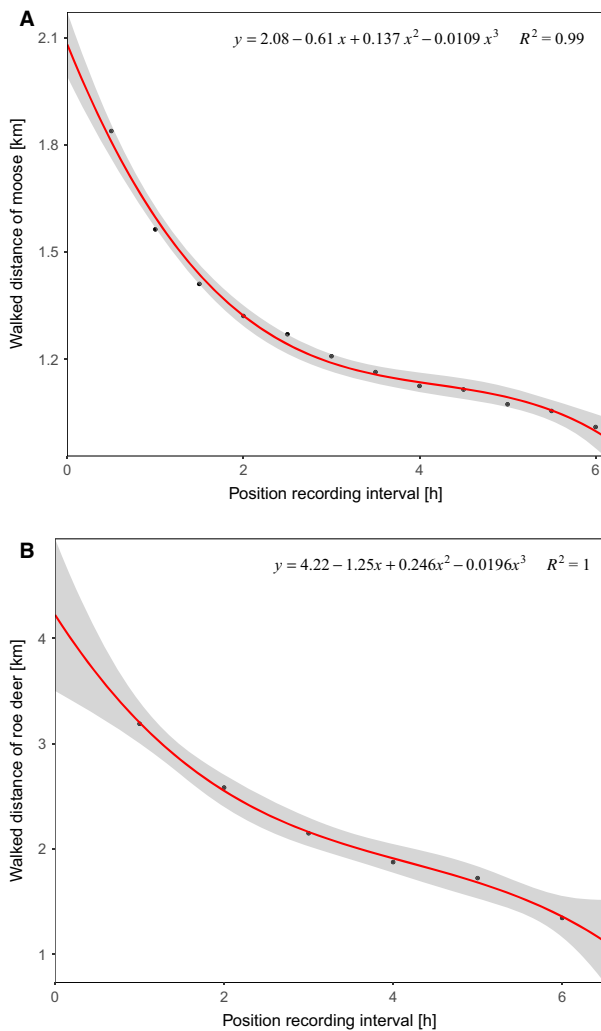 A
y = 2.08 − 0.61 x + 0.137 x² − 0.0109 x³ R² = 0.99
Walked distance of moose [km]
2.1
1.8
1.5
1.2
0 2 4 6
Position recording interval [h]
B
y = 4.22 − 1.25x + 0.246x² − 0.0196x³ R² = 1
Walked distance of roe deer [km]
4
3
2
1
0 2 4 6
Position recording interval [h]